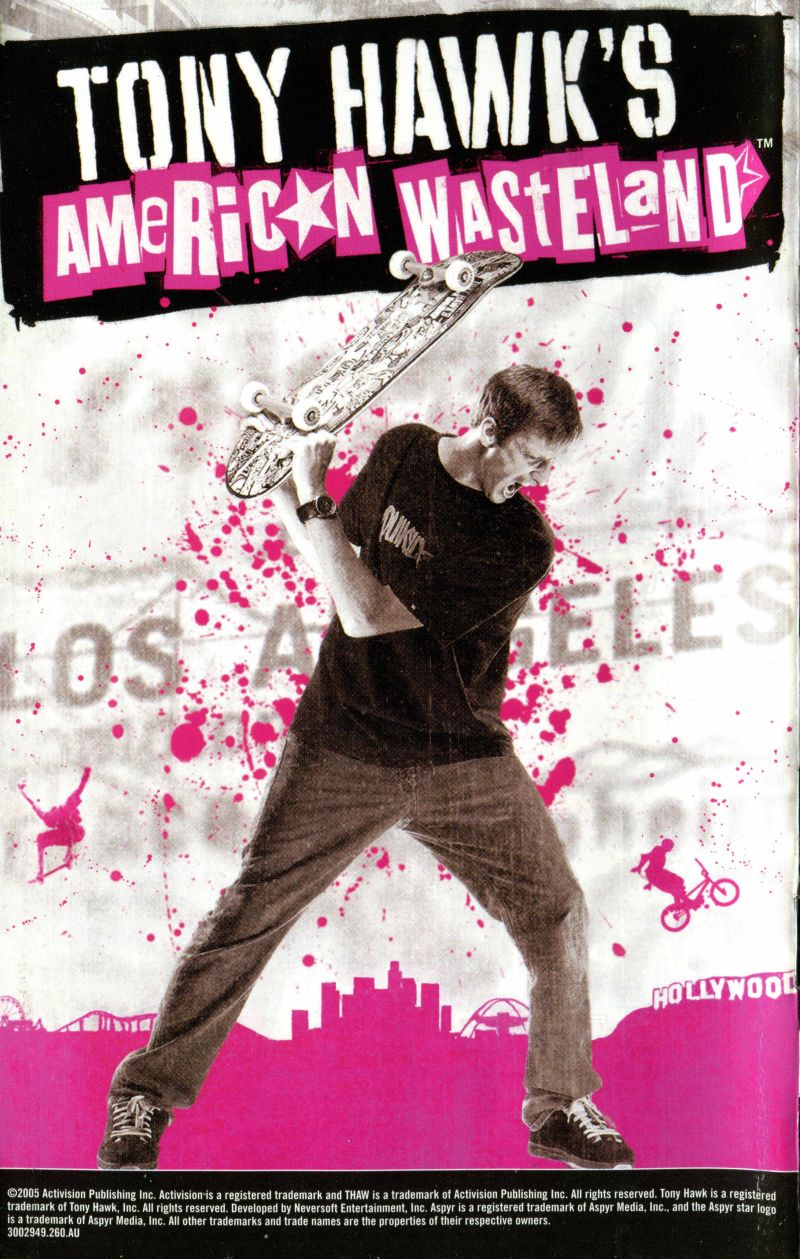 TONY HAWK'S
AMeRiCAN WAStELaND™
LOS ANGELES
HOLLYWOOD
©2005 Activision Publishing Inc. Activision is a registered trademark and THAW is a trademark of Activision Publishing Inc. All rights reserved. Tony Hawk is a registered
trademark of Tony Hawk, Inc. All rights reserved. Developed by Neversoft Entertainment, Inc. Aspyr is a registered trademark of Aspyr Media, Inc., and the Aspyr star logo
is a trademark of Aspyr Media, Inc. All other trademarks and trade names are the properties of their respective owners.
3002949.260.AU